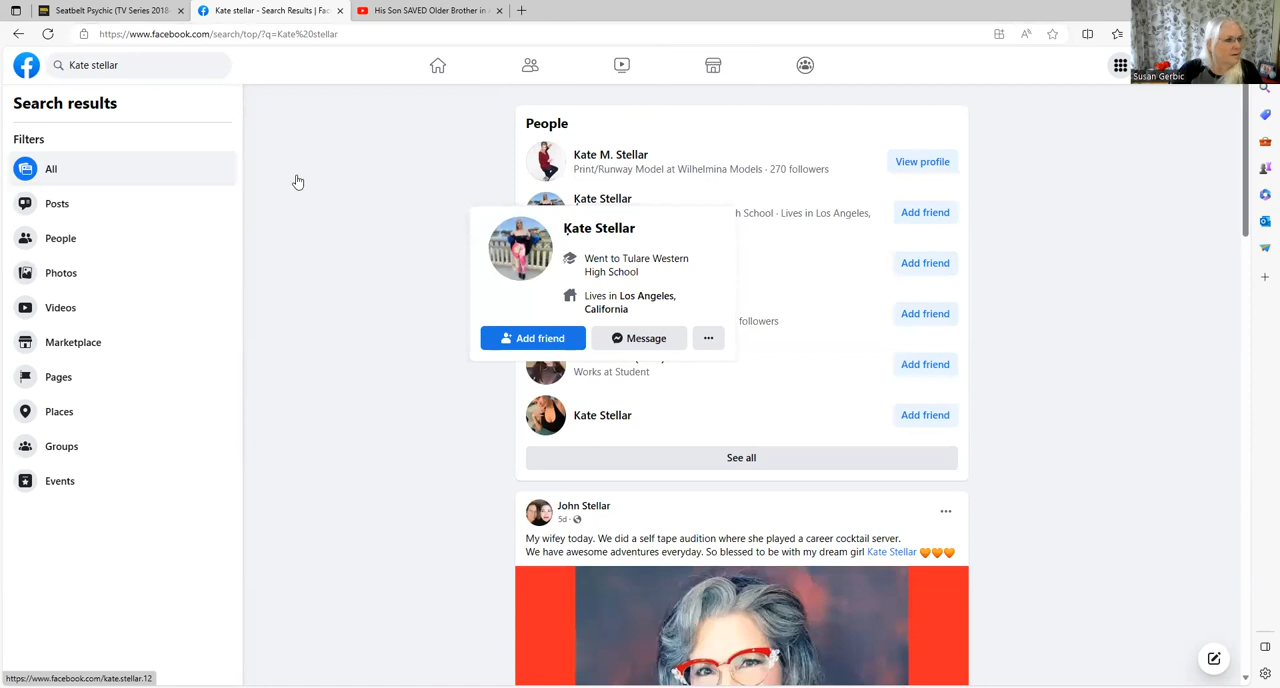 Seatbelt Psychic (TV Series 2018-
Kate stellar - Search Results | Fac
His Son SAVED Older Brother in
https://www.facebook.com/search/top/?q=Kate%20stellar
Susan Gerbic
Kate stellar
Search results
Filters
All
Posts
People
Photos
Videos
Marketplace
Pages
Places
Groups
Events
People
Kate M. Stellar
Print/Runway Model at Wilhelmina Models · 270 followers
View profile
Ķate Stellar
h School · Lives in Los Angeles,
Add friend
Ķate Stellar
Went to Tulare Western
High School
Lives in Los Angeles,
California
Add friend
Message
Add friend
followers
Add friend
Works at Student
Add friend
Kate Stellar
Add friend
See all
John Stellar
5d ·
My wifey today. We did a self tape audition where she played a career cocktail server.
We have awesome adventures everyday. So blessed to be with my dream girl Kate Stellar 🧡🧡🧡
https://www.facebook.com/kate.stellar.12